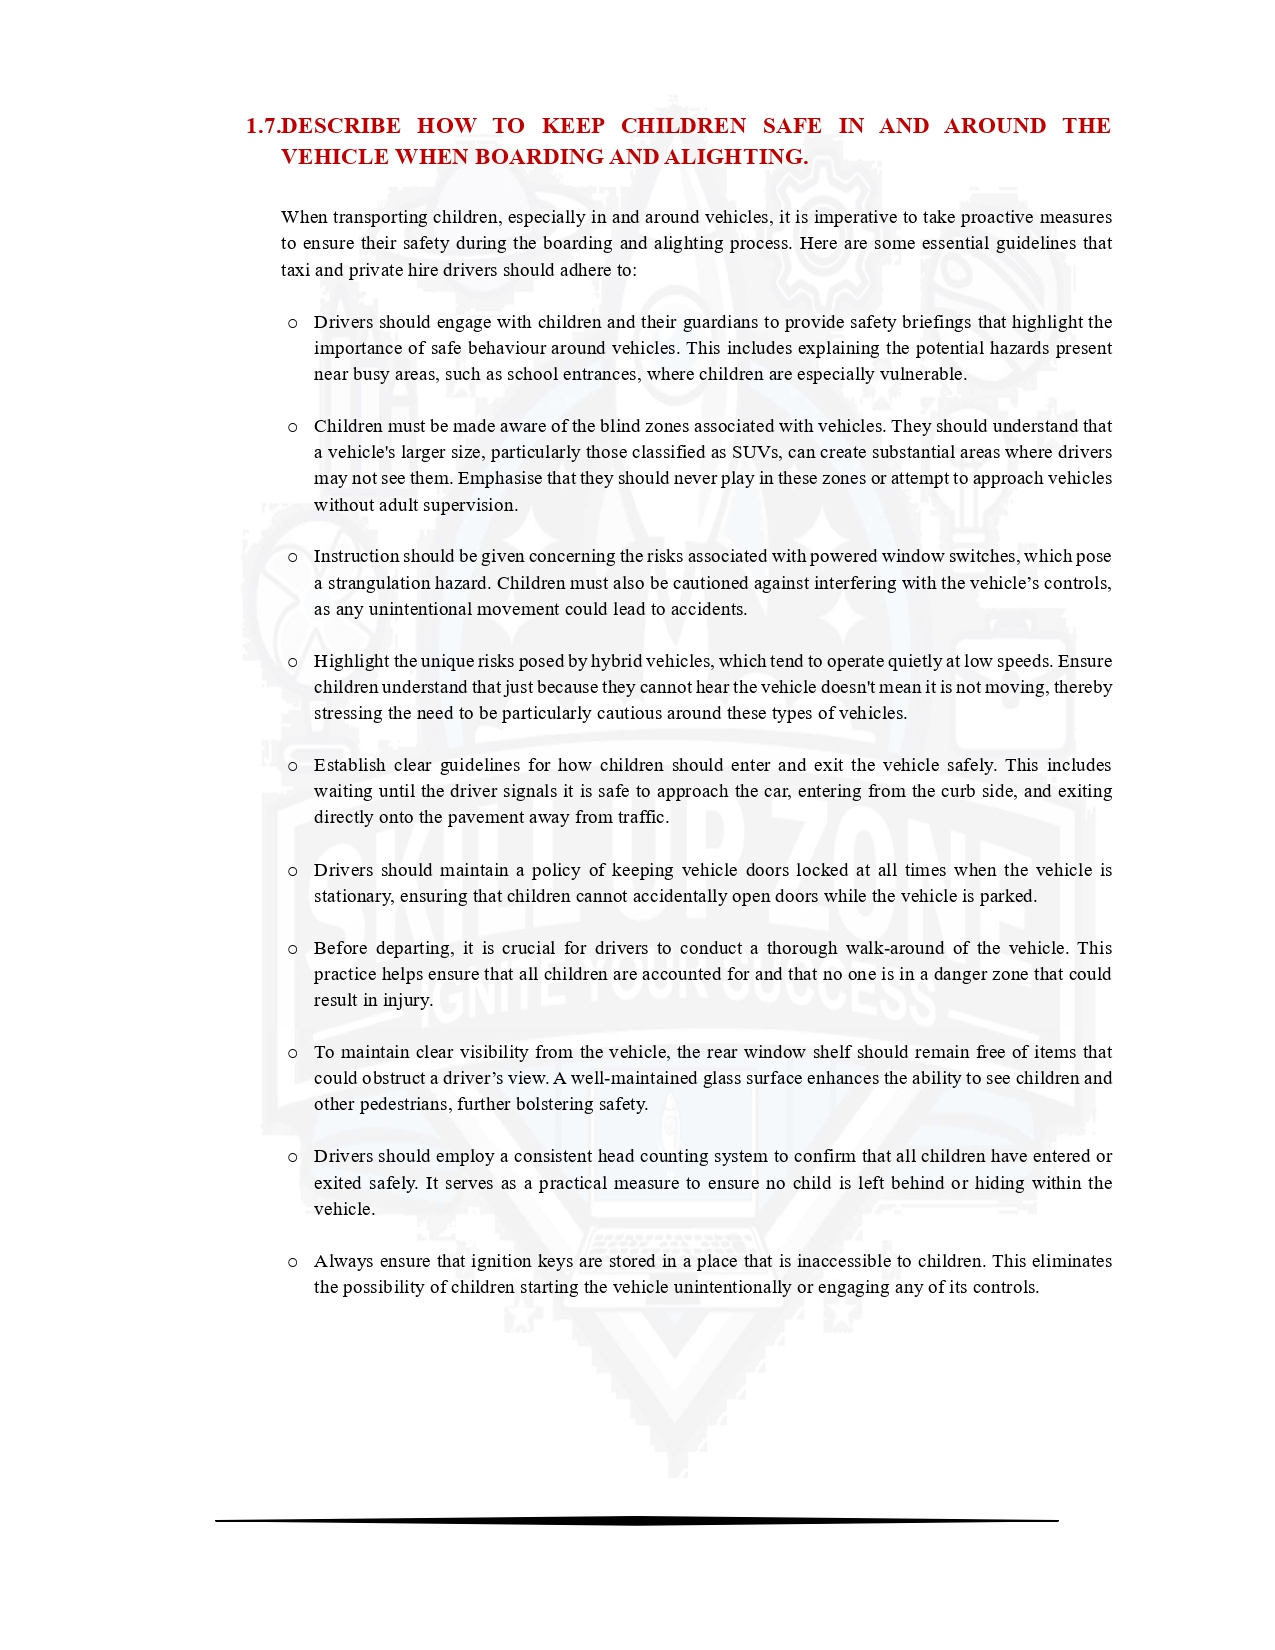 1.7.DESCRIBE HOW TO KEEP CHILDREN SAFE IN AND AROUND THE
VEHICLE WHEN BOARDING AND ALIGHTING.
When transporting children, especially in and around vehicles, it is imperative to take proactive measures
to ensure their safety during the boarding and alighting process. Here are some essential guidelines that
taxi and private hire drivers should adhere to:
o Drivers should engage with children and their guardians to provide safety briefings that highlight the
importance of safe behaviour around vehicles. This includes explaining the potential hazards present
near busy areas, such as school entrances, where children are especially vulnerable.
o Children must be made aware of the blind zones associated with vehicles. They should understand that
a vehicle's larger size, particularly those classified as SUVs, can create substantial areas where drivers
may not see them. Emphasise that they should never play in these zones or attempt to approach vehicles
without adult supervision.
o Instruction should be given concerning the risks associated with powered window switches, which pose
a strangulation hazard. Children must also be cautioned against interfering with the vehicle’s controls,
as any unintentional movement could lead to accidents.
o Highlight the unique risks posed by hybrid vehicles, which tend to operate quietly at low speeds. Ensure
children understand that just because they cannot hear the vehicle doesn't mean it is not moving, thereby
stressing the need to be particularly cautious around these types of vehicles.
o Establish clear guidelines for how children should enter and exit the vehicle safely. This includes
waiting until the driver signals it is safe to approach the car, entering from the curb side, and exiting
directly onto the pavement away from traffic.
o Drivers should maintain a policy of keeping vehicle doors locked at all times when the vehicle is
stationary, ensuring that children cannot accidentally open doors while the vehicle is parked.
o Before departing, it is crucial for drivers to conduct a thorough walk-around of the vehicle. This
practice helps ensure that all children are accounted for and that no one is in a danger zone that could
result in injury.
o To maintain clear visibility from the vehicle, the rear window shelf should remain free of items that
could obstruct a driver’s view. A well-maintained glass surface enhances the ability to see children and
other pedestrians, further bolstering safety.
o Drivers should employ a consistent head counting system to confirm that all children have entered or
exited safely. It serves as a practical measure to ensure no child is left behind or hiding within the
vehicle.
o Always ensure that ignition keys are stored in a place that is inaccessible to children. This eliminates
the possibility of children starting the vehicle unintentionally or engaging any of its controls.
SKILL UP ZONE
IGNITE YOUR SUCCESS